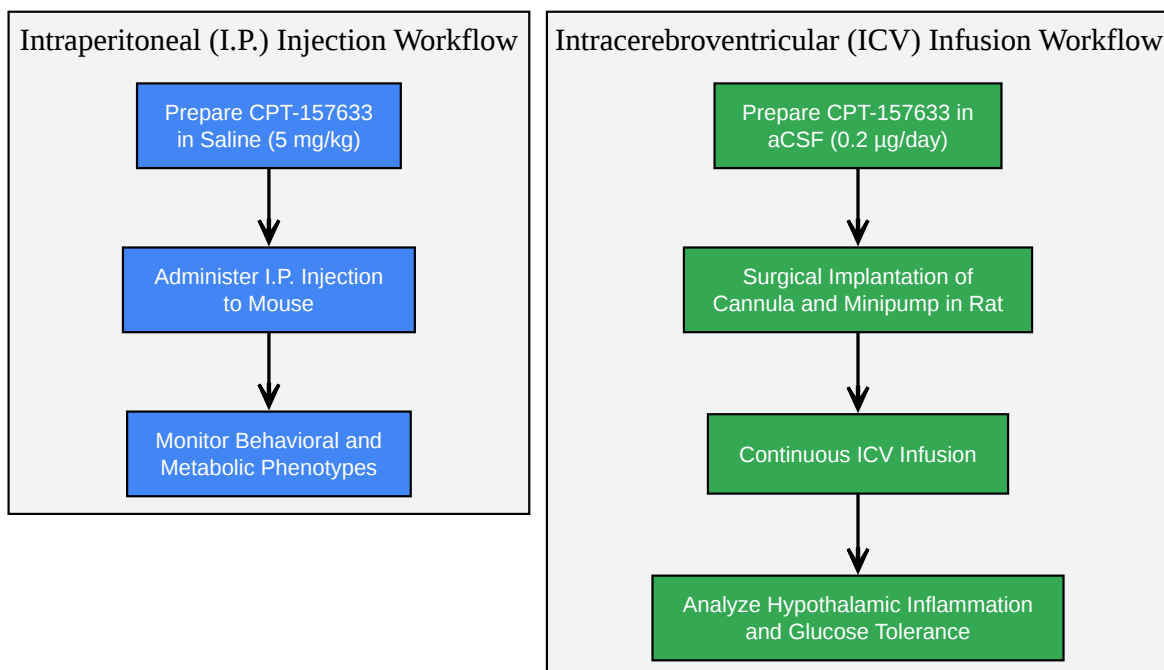 Intraperitoneal (I.P.) Injection Workflow
Prepare CPT-157633
in Saline (5 mg/kg)
Administer I.P. Injection
to Mouse
Monitor Behavioral and
Metabolic Phenotypes
Intracerebroventricular (ICV) Infusion Workflow
Prepare CPT-157633 in
aCSF (0.2 µg/day)
Surgical Implantation of
Cannula and Minipump in Rat
Continuous ICV Infusion
Analyze Hypothalamic Inflammation
and Glucose Tolerance